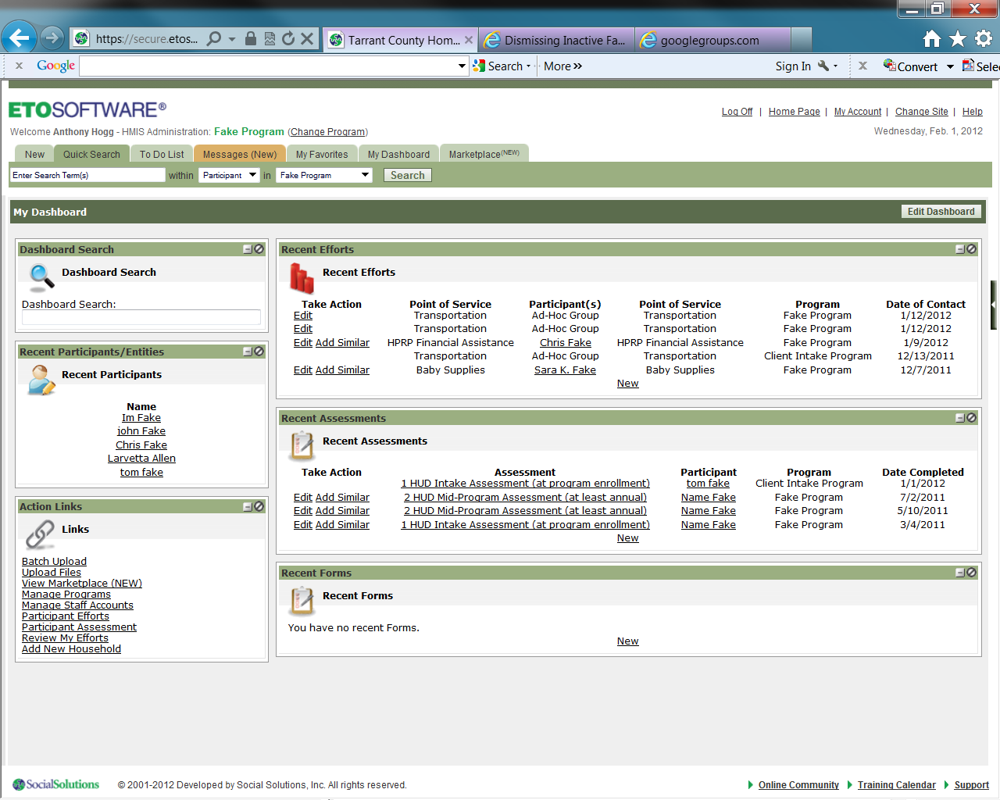 https://secure.etos...
Tarrant County Hom...
Dismissing Inactive Fa...
googlegroups.com
x Google Search More » Sign In x Convert Selec
ETOSOFTWARE®
Log Off | Home Page | My Account | Change Site | Help
Welcome Anthony Hogg - HMIS Administration: Fake Program (Change Program)
Wednesday, Feb. 1, 2012
New Quick Search To Do List Messages (New) My Favorites My Dashboard Marketplace(NEW)
Enter Search Term(s) within Participant in Fake Program Search
My Dashboard Edit Dashboard
Dashboard Search
Dashboard Search
Dashboard Search:
Recent Participants/Entities
Recent Participants
Name
Im Fake
john Fake
Chris Fake
Larvetta Allen
tom fake
Action Links
Links
Batch Upload
Upload Files
View Marketplace (NEW)
Manage Programs
Manage Staff Accounts
Participant Efforts
Participant Assessment
Review My Efforts
Add New Household
Recent Efforts
Recent Efforts
Take Action Point of Service Participant(s) Point of Service Program Date of Contact
Edit Transportation Ad-Hoc Group Transportation Fake Program 1/12/2012
Edit Transportation Ad-Hoc Group Transportation Fake Program 1/12/2012
Edit Add Similar HPRP Financial Assistance Chris Fake HPRP Financial Assistance Fake Program 1/9/2012
Transportation Ad-Hoc Group Transportation Client Intake Program 12/13/2011
Edit Add Similar Baby Supplies Sara K. Fake Baby Supplies Fake Program 12/7/2011
New
Recent Assessments
Recent Assessments
Take Action Assessment Participant Program Date Completed
1 HUD Intake Assessment (at program enrollment) tom fake Client Intake Program 1/1/2012
Edit Add Similar 2 HUD Mid-Program Assessment (at least annual) Name Fake Fake Program 7/2/2011
Edit Add Similar 2 HUD Mid-Program Assessment (at least annual) Name Fake Fake Program 5/10/2011
Edit Add Similar 1 HUD Intake Assessment (at program enrollment) Name Fake Fake Program 3/4/2011
New
Recent Forms
Recent Forms
You have no recent Forms.
New
SocialSolutions © 2001-2012 Developed by Social Solutions, Inc. All rights reserved.
Online Community Training Calendar Support